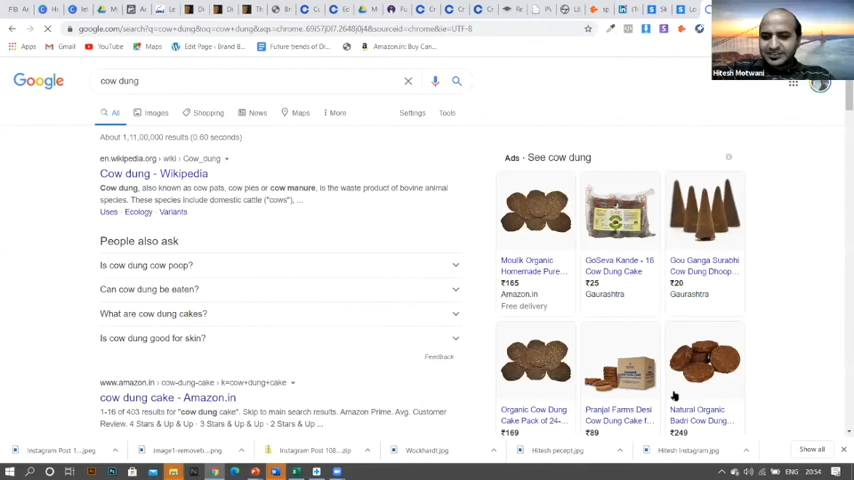 google.com/search?q=cow+dung&oq=cow+dung&aqs=chrome..69i57j0l7.2648j0j4&sourceid=chrome&ie=UTF-8
Apps
Gmail
YouTube
Maps
Edit Page ‹ Brand B...
Future trends of Di...
Amazon.in: Buy Can...
Hitesh Motwani
Google
cow dung
All
Images
Shopping
News
Maps
More
Settings
Tools
About 1,11,00,000 results (0.60 seconds)
en.wikipedia.org › wiki › Cow_dung
Cow dung - Wikipedia
Cow dung, also known as cow pats, cow pies or cow manure, is the waste product of bovine animal
species. These species include domestic cattle ("cows"), ...
Uses · Ecology · Variants
People also ask
Is cow dung cow poop?
Can cow dung be eaten?
What are cow dung cakes?
Is cow dung good for skin?
Feedback
www.amazon.in › cow-dung-cake › k=cow+dung+cake
cow dung cake - Amazon.in
1-16 of 403 results for "cow dung cake". Skip to main search results. Amazon Prime. Avg. Customer
Review. 4 Stars & Up & Up · 3 Stars & Up & Up · 2 Stars & Up ...
Ads · See cow dung
Moulik Organic
Homemade Pure...
₹165
Amazon.in
Free delivery
GoSeva Kande - 16
Cow Dung Cake
₹25
Gaurashtra
Gou Ganga Surabhi
Cow Dung Dhoop...
₹20
Gaurashtra
Organic Cow Dung
Cake Pack of 24-...
₹169
Pranjal Farms Desi
Cow Dung Cake f...
₹89
Natural Organic
Badri Cow Dung...
₹249
Instagram Post 1....jpeg
image1-removeb....png
Instagram Post 108....zip
Wockhardt.jpg
Hitesh pecept.jpg
Hitesh Instagram.jpg
Show all
ENG
20:54